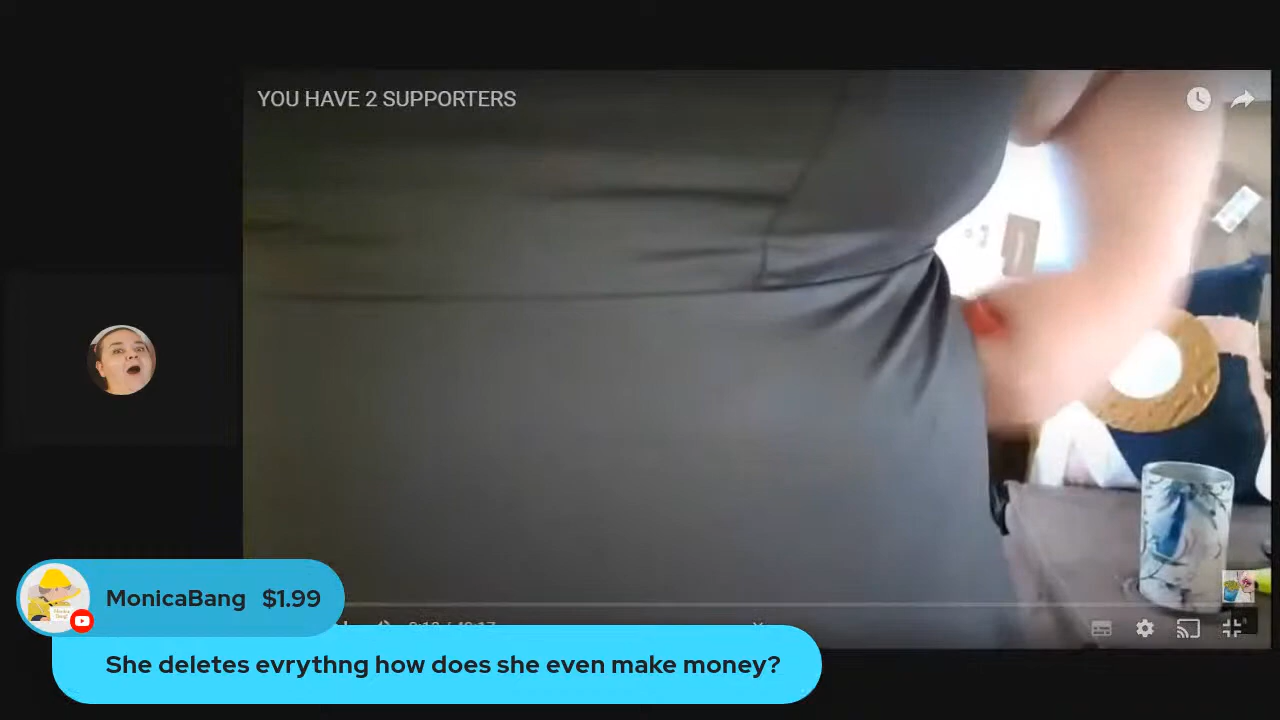 YOU HAVE 2 SUPPORTERS
MonicaBang $1.99
She deletes evrythng how does she even make money?